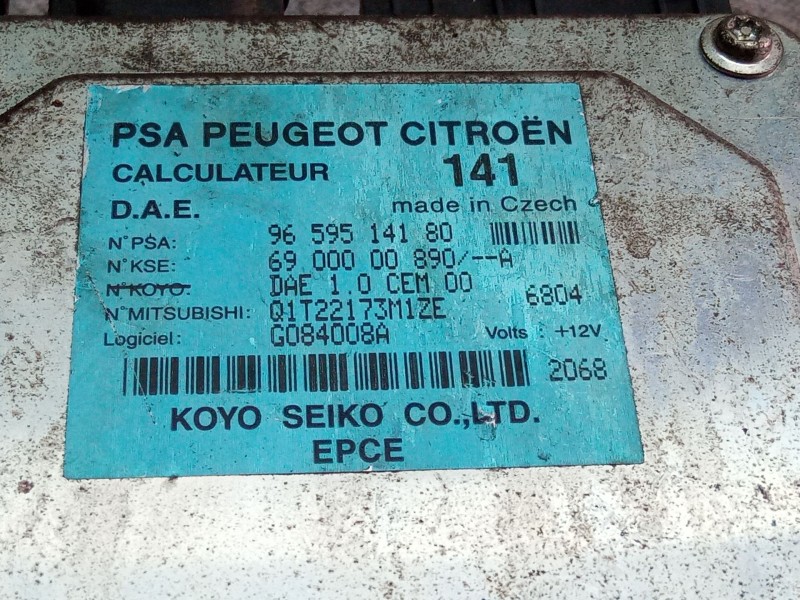 PSA PEUGEOT CITROËN
CALCULATEUR 141
D.A.E. made in Czech
N°PSA: 96 595 141 80
N°KSE: 69 000 00 890/--A
N°KOYO: DAE 1.0 CEM 00 6804
N°MITSUBISHI: Q1T22173M1ZE
Logiciel: G084008A Volts: +12V
2068
KOYO SEIKO CO.,LTD.
EPCE